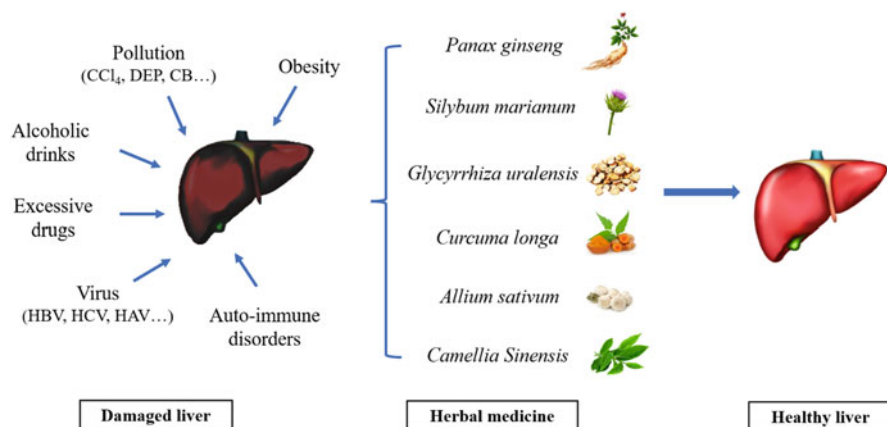 Pollution
(CCl₄, DEP, CB…)
Obesity
Alcoholic
drinks
Excessive
drugs
Virus
(HBV, HCV, HAV…)
Auto-immune
disorders
Damaged liver
Panax ginseng
Silybum marianum
Glycyrrhiza uralensis
Curcuma longa
Allium sativum
Camellia Sinensis
Herbal medicine
Healthy liver